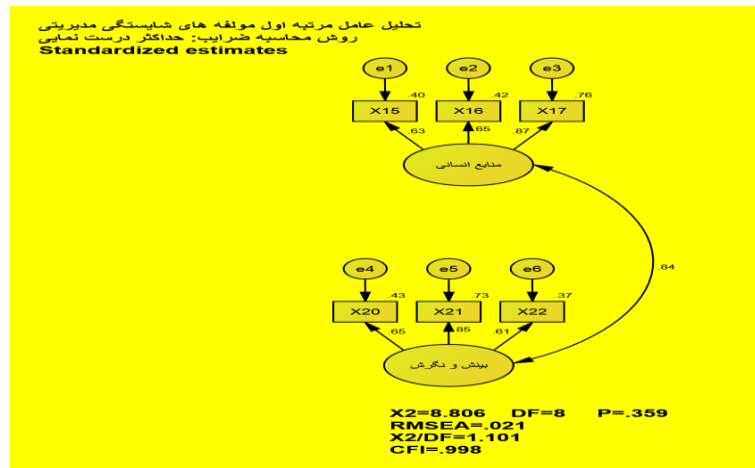 تحلیل عامل مرتبه اول مولفه های شایستگی مدیریتی
روش محاسبه ضرایب: حداکثر درست نمایی
Standardized estimates
e1 e2 e3
.40 .42 .76
X15 X16 X17
.63 .65 .87
منابع انسانی
.84
e4 e5 e6
.43 .73 .37
X20 X21 X22
.65 .85 .61
بینش و نگرش
X2=8.806 DF=8 P=.359
RMSEA=.021
X2/DF=1.101
CFI=.998